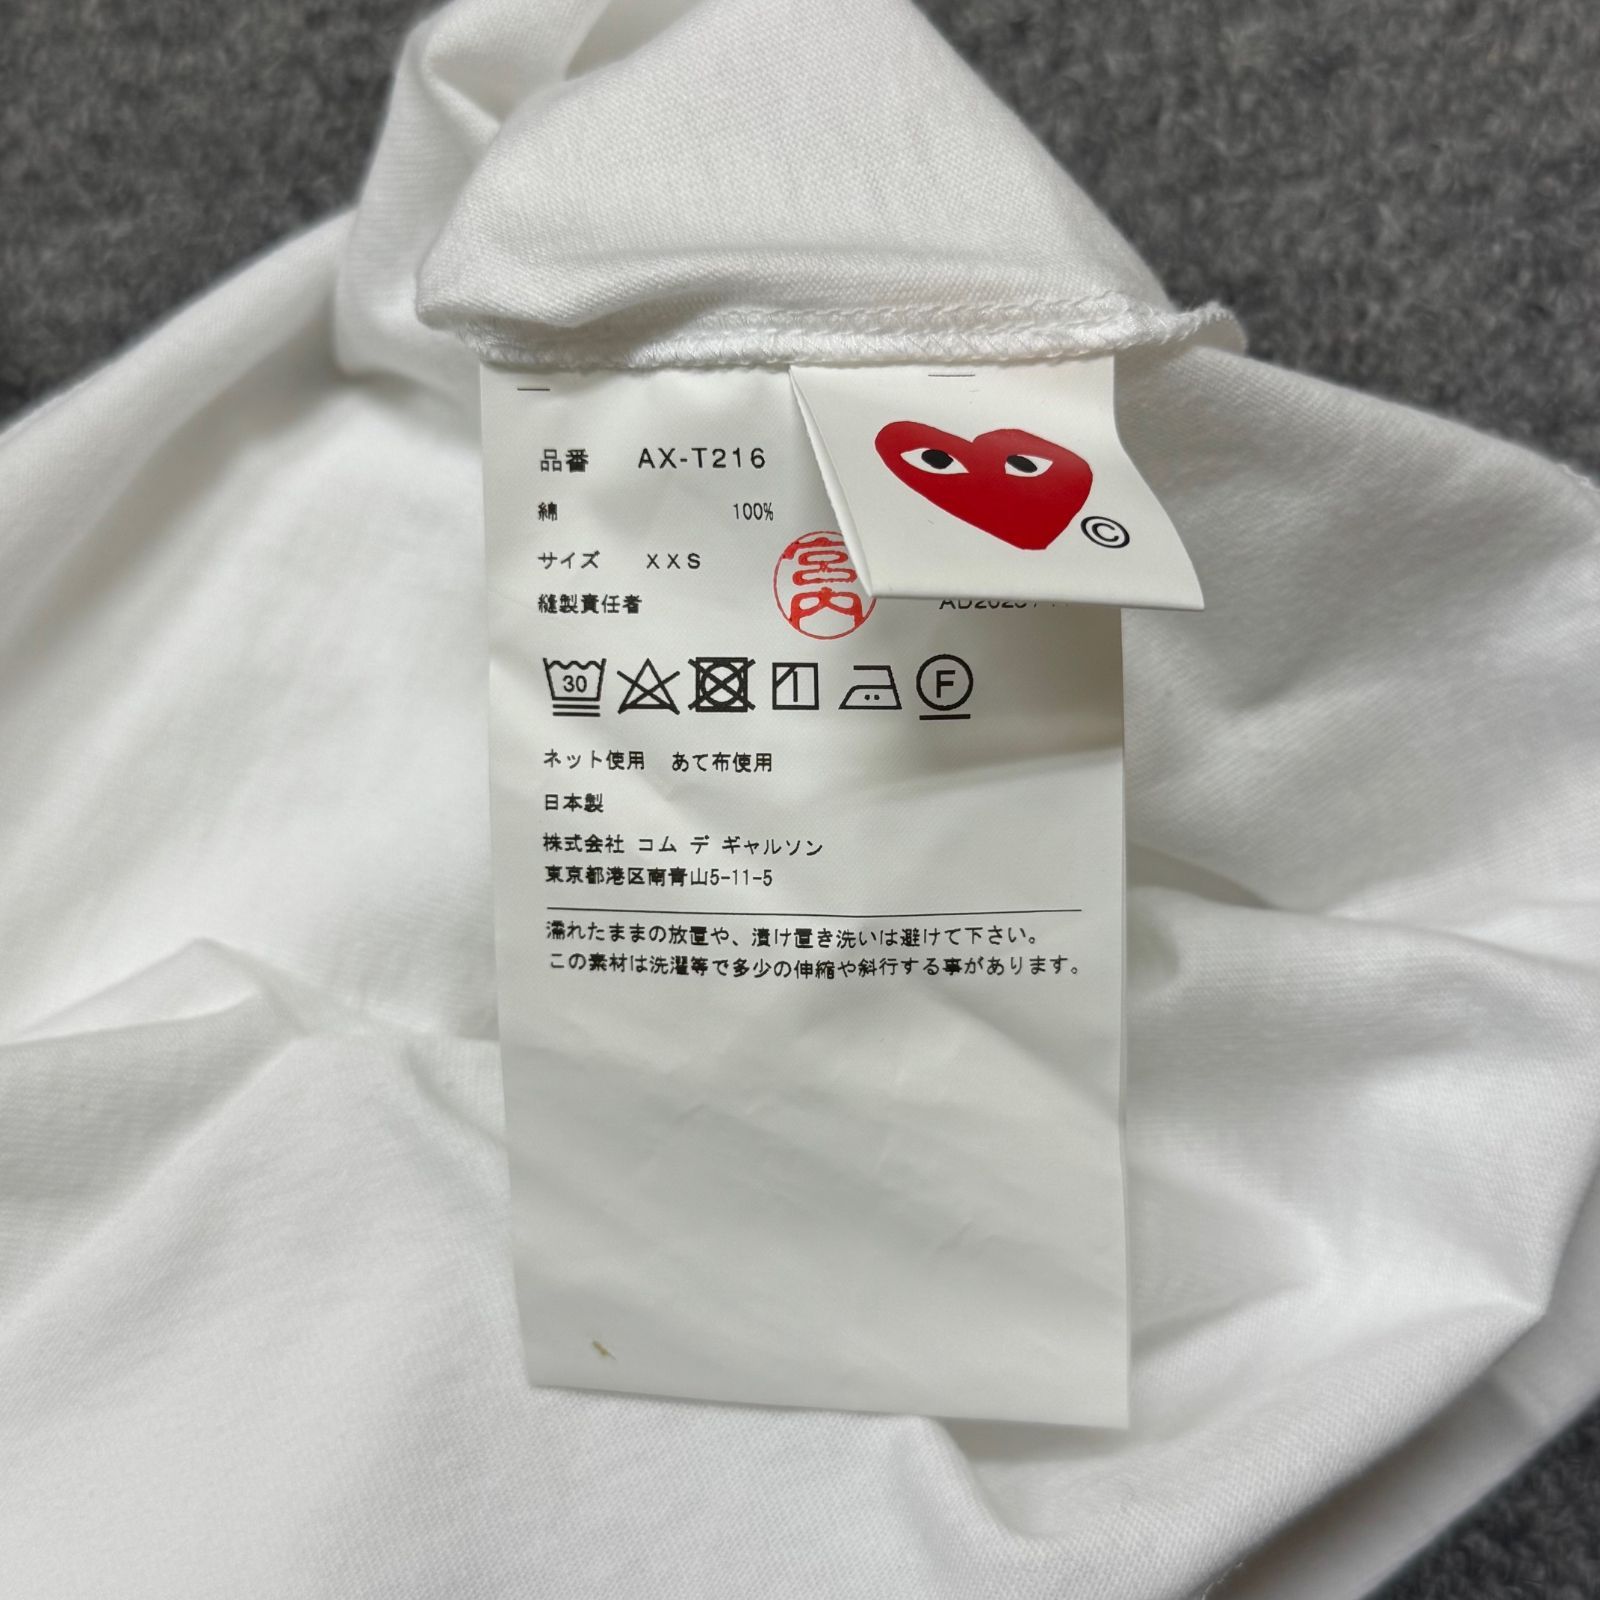 品番 AX-T216
綿 100%
サイズ XXS
縫製責任者 宮内
©
30
F
ネット使用 あて布使用
日本製
株式会社 コム デ ギャルソン
東京都港区南青山5-11-5
濡れたままの放置や、漬け置き洗いは避けて下さい。
この素材は洗濯等で多少の伸縮や斜行する事があります。